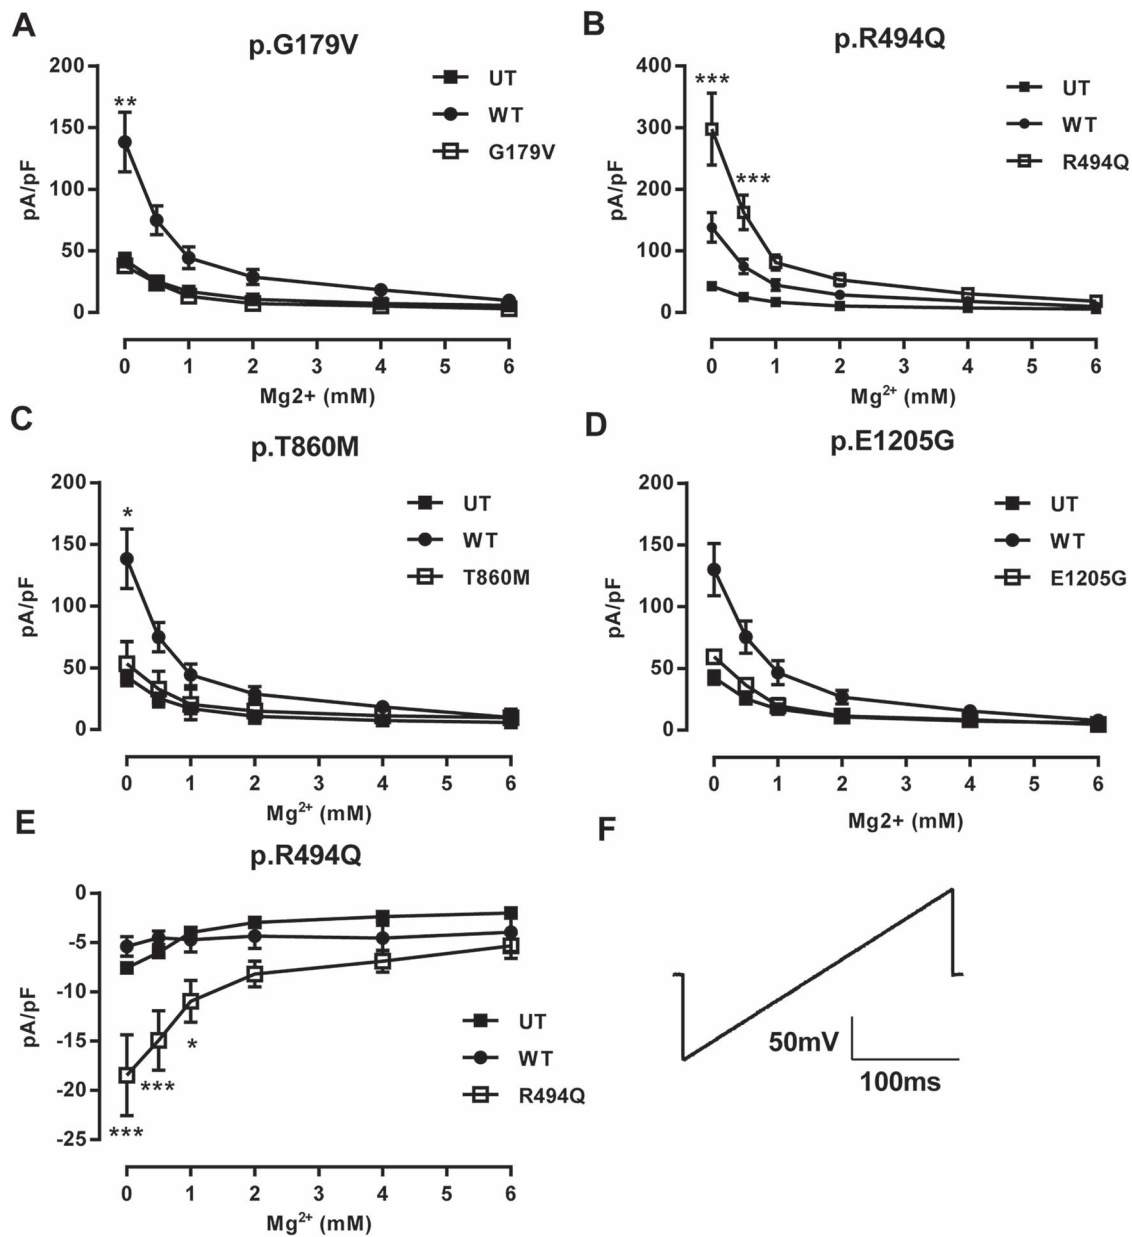 A
p.G179V
200
150
100
50
0
pA/pF
**
UT
WT
G179V
0 1 2 3 4 5 6
Mg2+ (mM)
B
p.R494Q
400
300
200
100
0
pA/pF
***
***
UT
WT
R494Q
0 1 2 3 4 5 6
Mg²⁺ (mM)
C
p.T860M
200
150
100
50
0
pA/pF
*
UT
WT
T860M
0 1 2 3 4 5 6
Mg²⁺ (mM)
D
p.E1205G
200
150
100
50
0
pA/pF
UT
WT
E1205G
0 1 2 3 4 5 6
Mg2+ (mM)
E
p.R494Q
0
-5
-10
-15
-20
-25
pA/pF
*
***
***
UT
WT
R494Q
0 1 2 3 4 5 6
Mg²⁺ (mM)
F
50mV
100ms